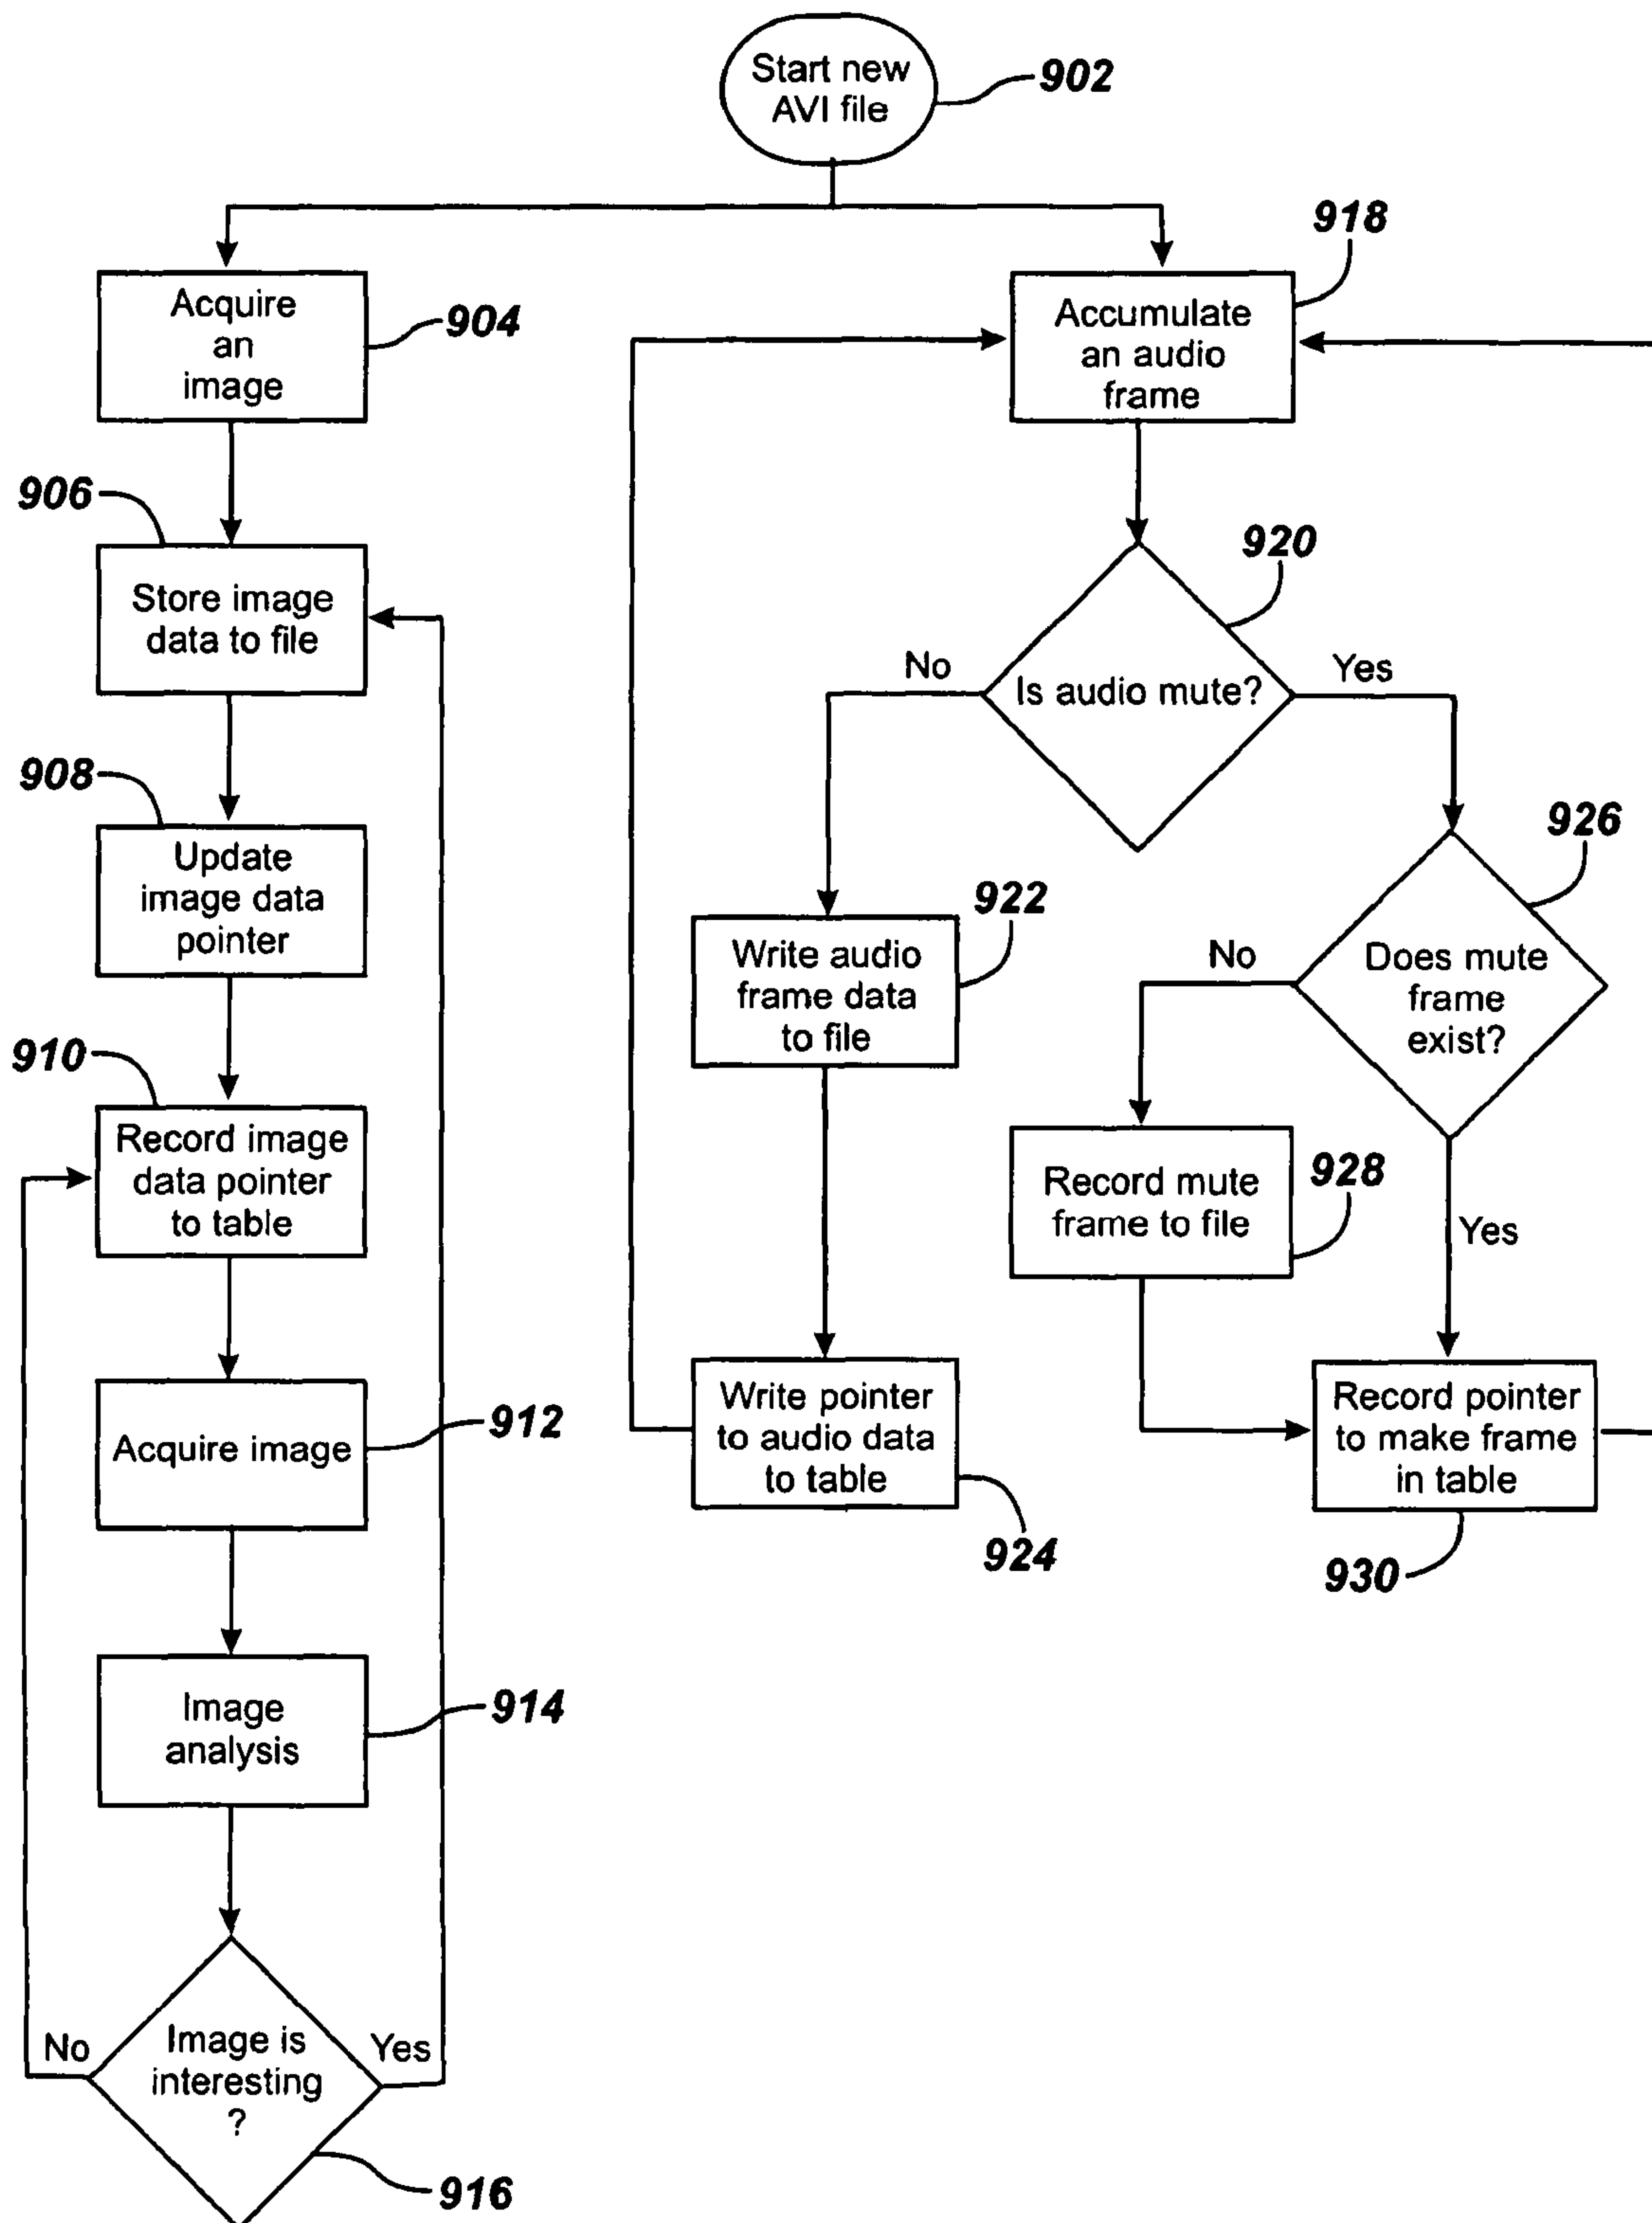 Start new
AVI file
902
Acquire
an
image
904
906
Store image
data to file
908
Update
image data
pointer
910
Record image
data pointer
to table
Acquire image
912
Image
analysis
914
No
Image is
interesting
?
Yes
916
918
Accumulate
an audio
frame
920
No
Is audio mute?
Yes
922
Write audio
frame data
to file
Write pointer
to audio data
to table
924
926
No
Does mute
frame
exist?
Yes
Record mute
frame to file
928
Record pointer
to make frame
in table
930